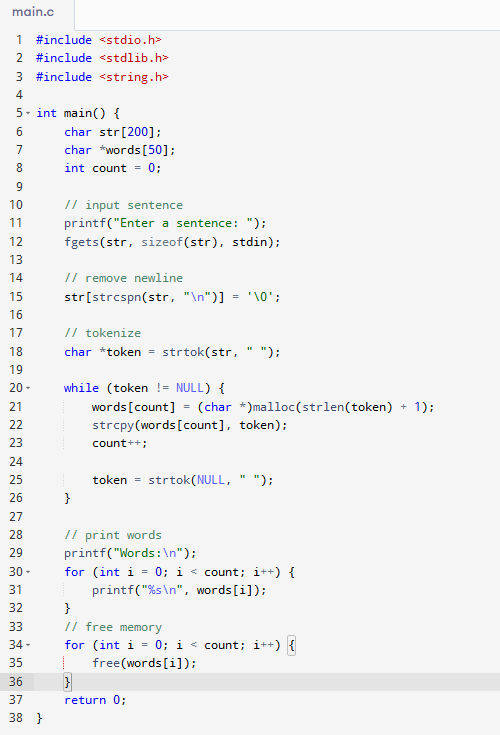 main.c
1 #include <stdio.h>
2 #include <stdlib.h>
3 #include <string.h>
4
5 int main() {
6     char str[200];
7     char *words[50];
8     int count = 0;
9
10     // input sentence
11     printf("Enter a sentence: ");
12     fgets(str, sizeof(str), stdin);
13
14     // remove newline
15     str[strcspn(str, "\n")] = '\0';
16
17     // tokenize
18     char *token = strtok(str, " ");
19
20     while (token != NULL) {
21         words[count] = (char *)malloc(strlen(token) + 1);
22         strcpy(words[count], token);
23         count++;
24
25         token = strtok(NULL, " ");
26     }
27
28     // print words
29     printf("Words:\n");
30     for (int i = 0; i < count; i++) {
31         printf("%s\n", words[i]);
32     }
33     // free memory
34     for (int i = 0; i < count; i++) {
35         free(words[i]);
36     }
37     return 0;
38 }